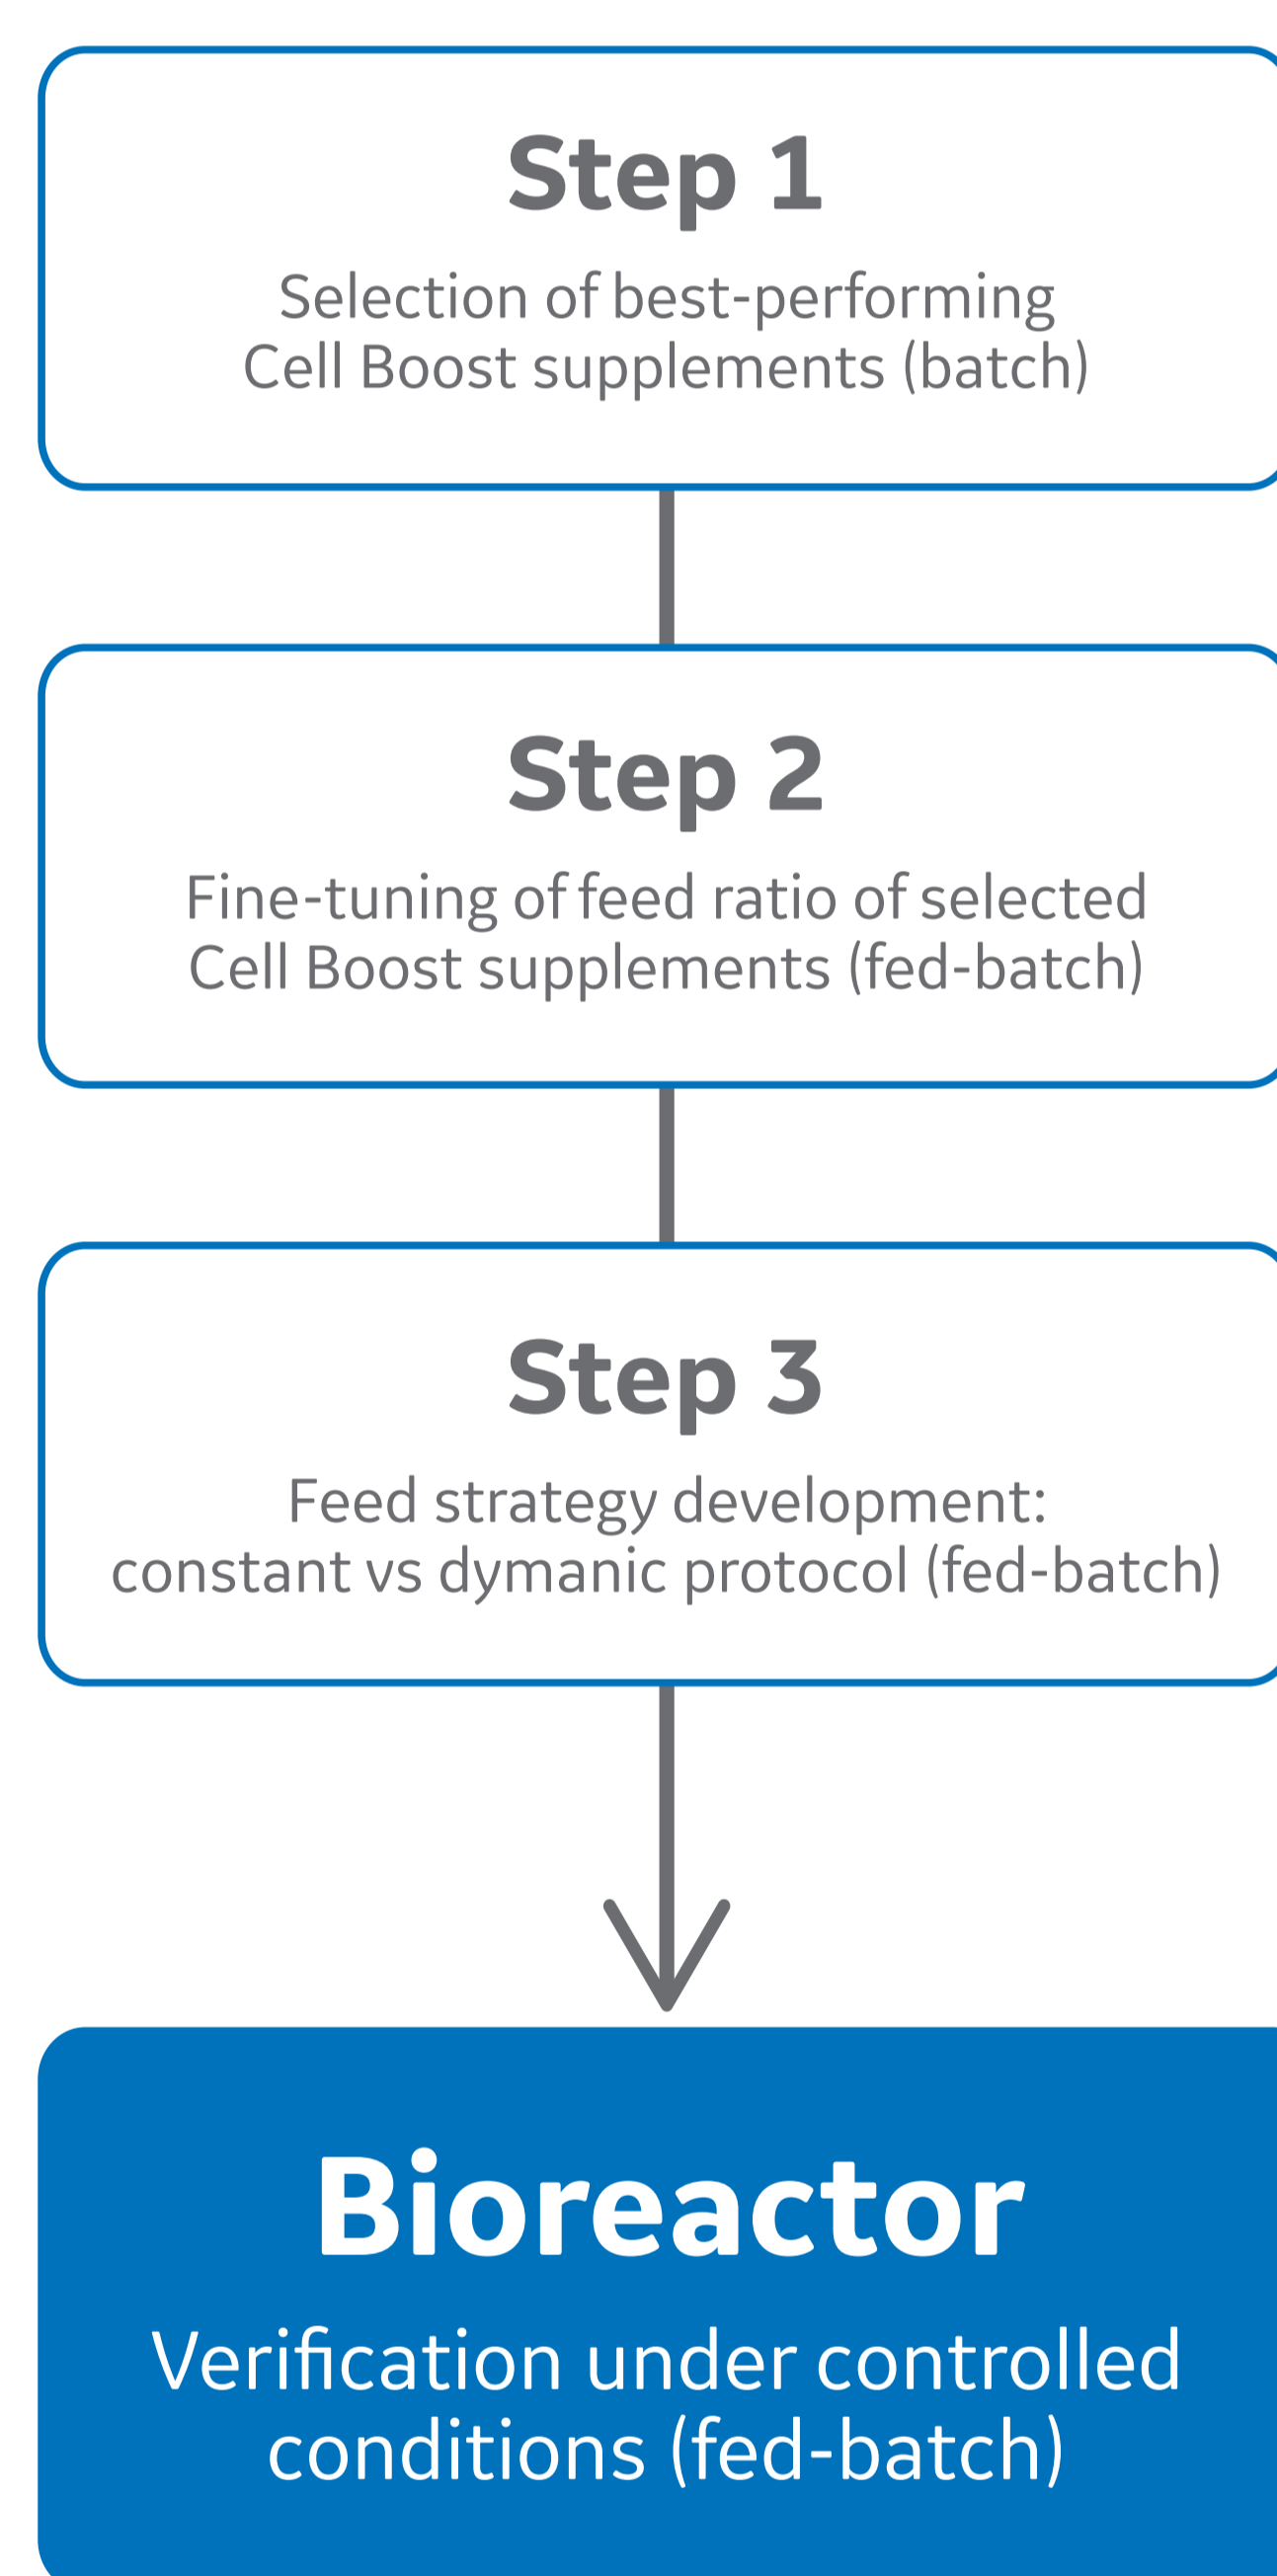 Step 1
Selection of best-performing
Cell Boost supplements (batch)
Step 2
Fine-tuning of feed ratio of selected
Cell Boost supplements (fed-batch)
Step 3
Feed strategy development:
constant vs dymanic protocol (fed-batch)
Bioreactor
Verification under controlled
conditions (fed-batch)